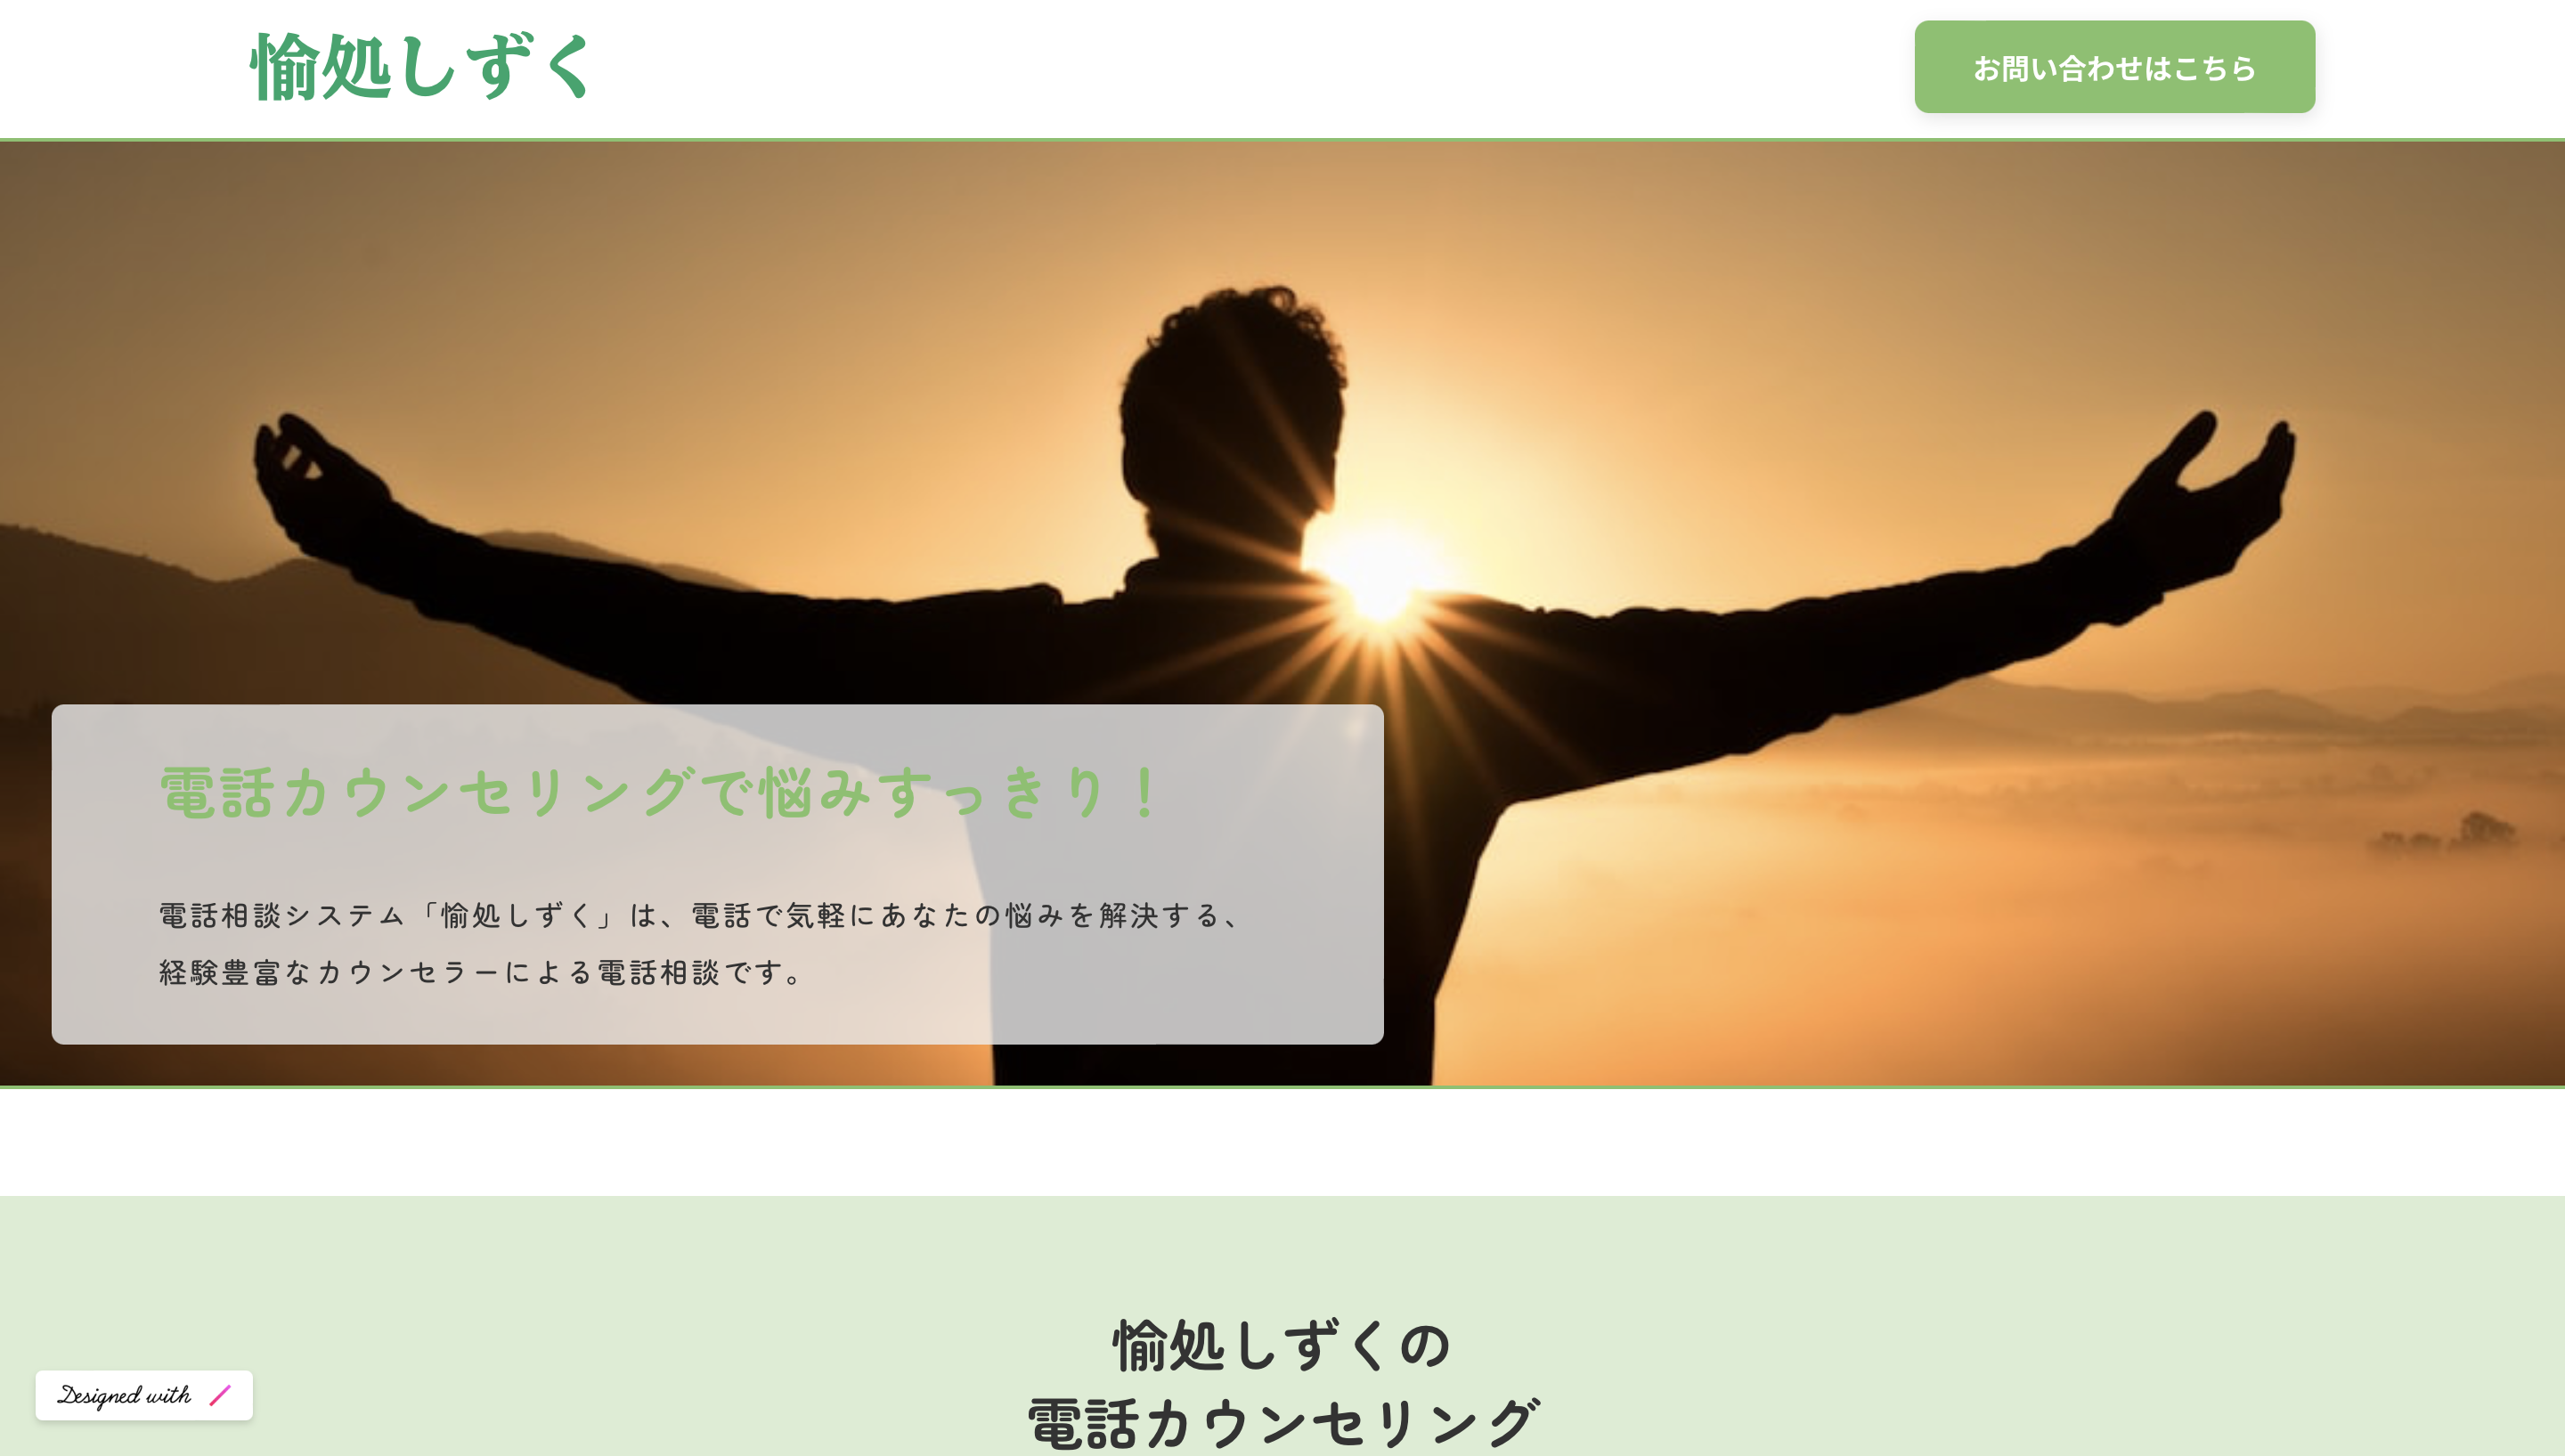 愉処しずく
お問い合わせはこちら
電話カウンセリングで悩みすっきり！
電話相談システム「愉処しずく」は、電話で気軽にあなたの悩みを解決する、
経験豊富なカウンセラーによる電話相談です。
愉処しずくの
電話カウンセリング
Designed with